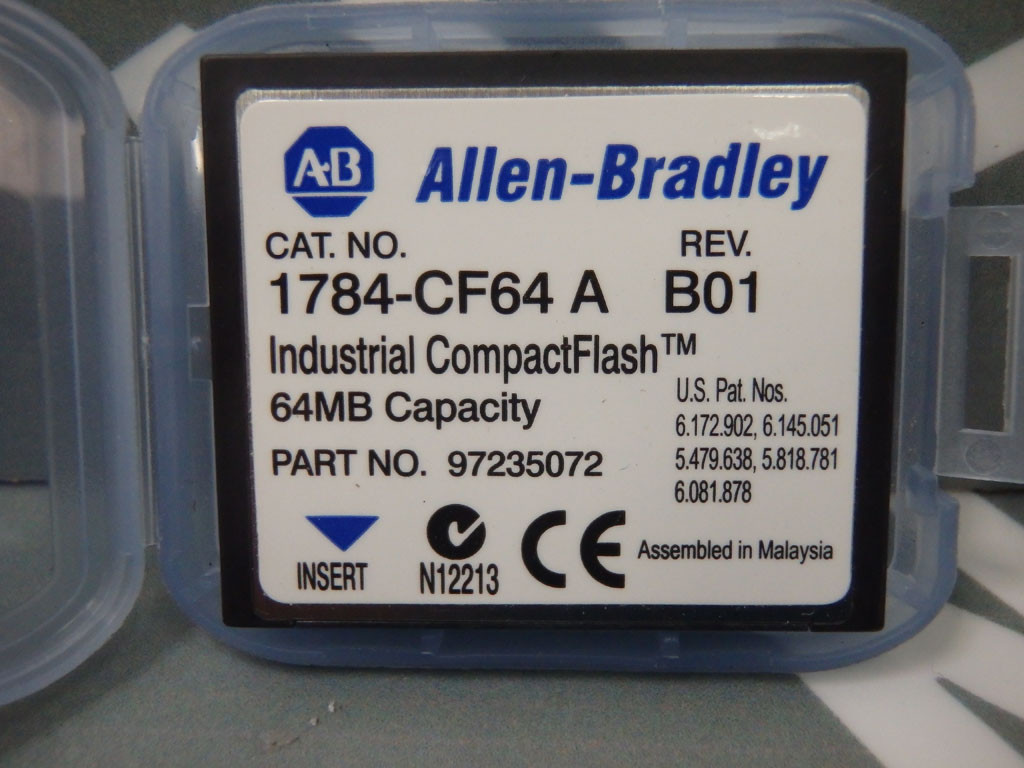 A-B Allen-Bradley
CAT. NO. REV.
1784-CF64 A B01
Industrial CompactFlash™
64MB Capacity
PART NO. 97235072
U.S. Pat. Nos.
6.172.902, 6.145.051
5.479.638, 5.818.781
6.081.878
INSERT
N12213
CE
Assembled in Malaysia